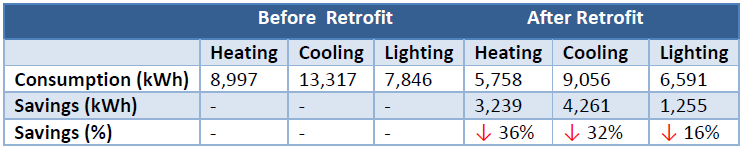 Before Retrofit After Retrofit
Heating Cooling Lighting Heating Cooling Lighting
Consumption (kWh) 8,997 13,317 7,846 5,758 9,056 6,591
Savings (kWh) - - - 3,239 4,261 1,255
Savings (%) - - - ↓ 36% ↓ 32% ↓ 16%